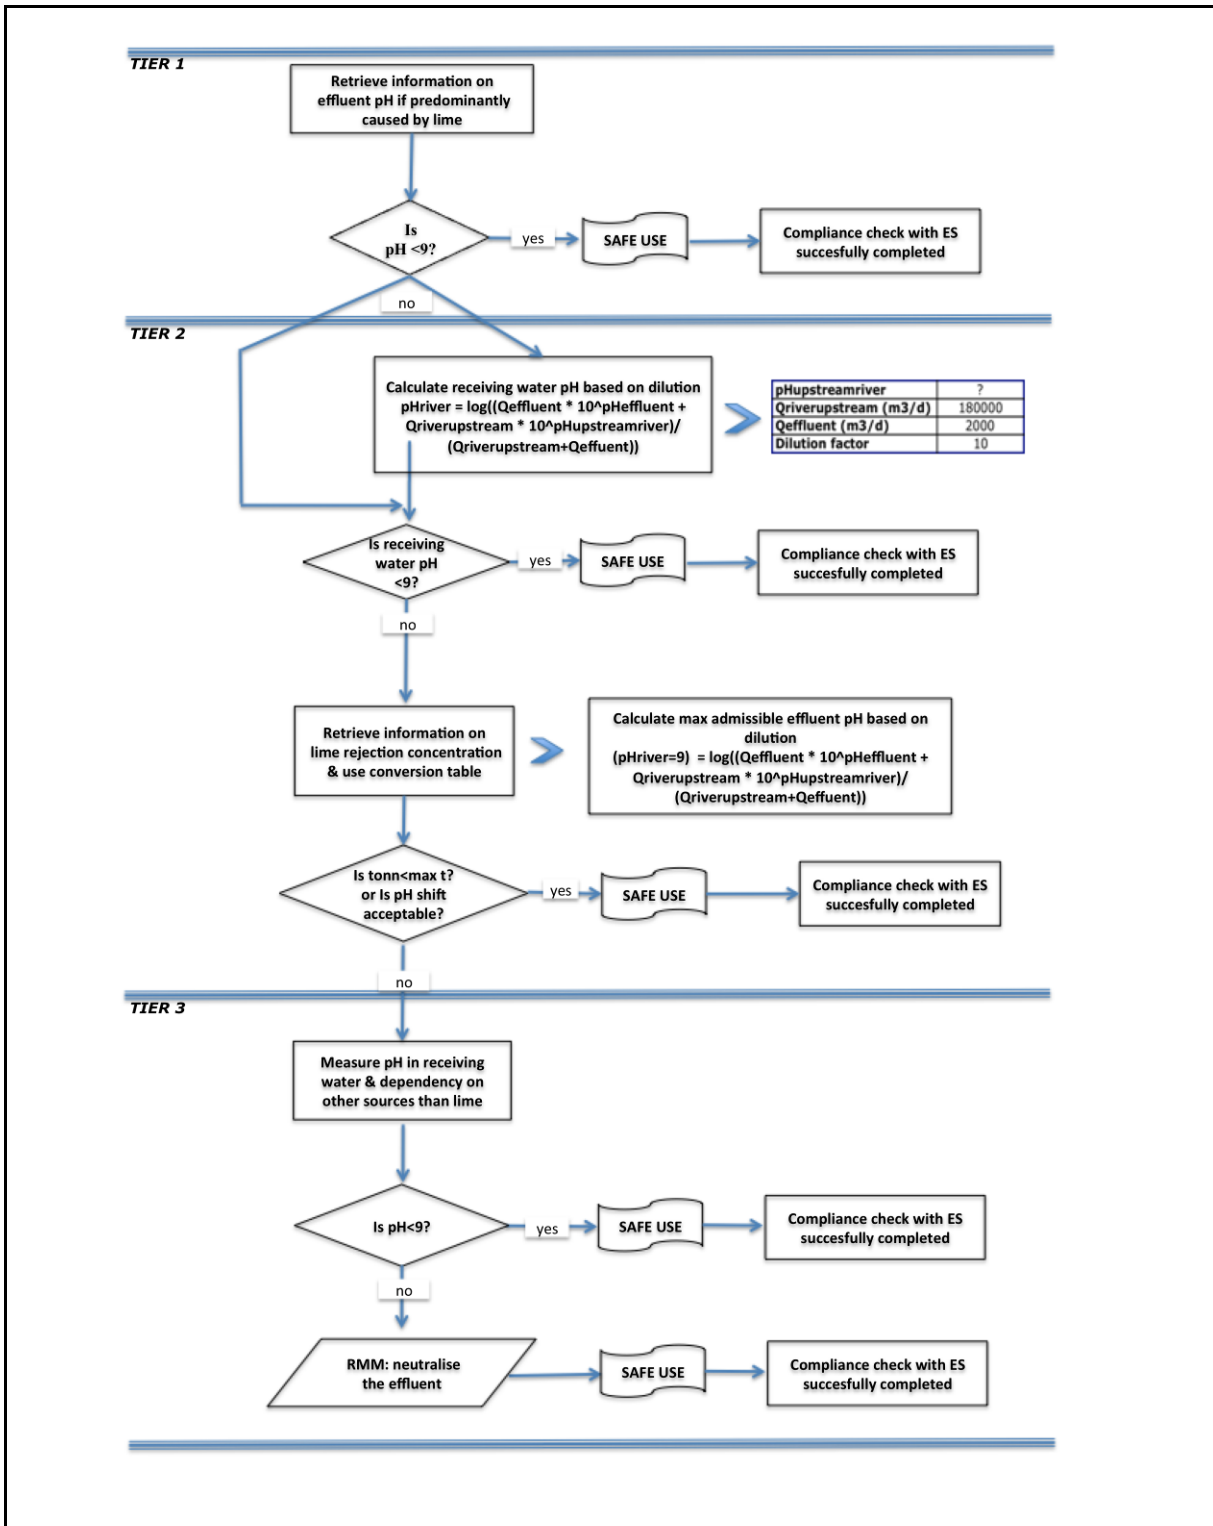 TIER 1
Retrieve information on
effluent pH if predominantly
caused by lime
Is
pH <9?
yes
SAFE USE
Compliance check with ES
succesfully completed
no
TIER 2
Calculate receiving water pH based on dilution
pHriver = log((Qeffluent * 10^pHeffluent +
Qriverupstream * 10^pHupstreamriver)/
(Qriverupstream+Qeffuent))
pHupstreamriver ?
Qriverupstream (m3/d) 180000
Qeffluent (m3/d) 2000
Dilution factor 10
Is receiving
water pH
<9?
yes
SAFE USE
Compliance check with ES
succesfully completed
no
Retrieve information on
lime rejection concentration
& use conversion table
Calculate max admissible effluent pH based on
dilution
(pHriver=9) = log((Qeffluent * 10^pHeffluent +
Qriverupstream * 10^pHupstreamriver)/
(Qriverupstream+Qeffuent))
Is tonn<max t?
or Is pH shift
acceptable?
yes
SAFE USE
Compliance check with ES
succesfully completed
no
TIER 3
Measure pH in receiving
water & dependency on
other sources than lime
Is pH<9?
yes
SAFE USE
Compliance check with ES
succesfully completed
no
RMM: neutralise
the effluent
SAFE USE
Compliance check with ES
succesfully completed